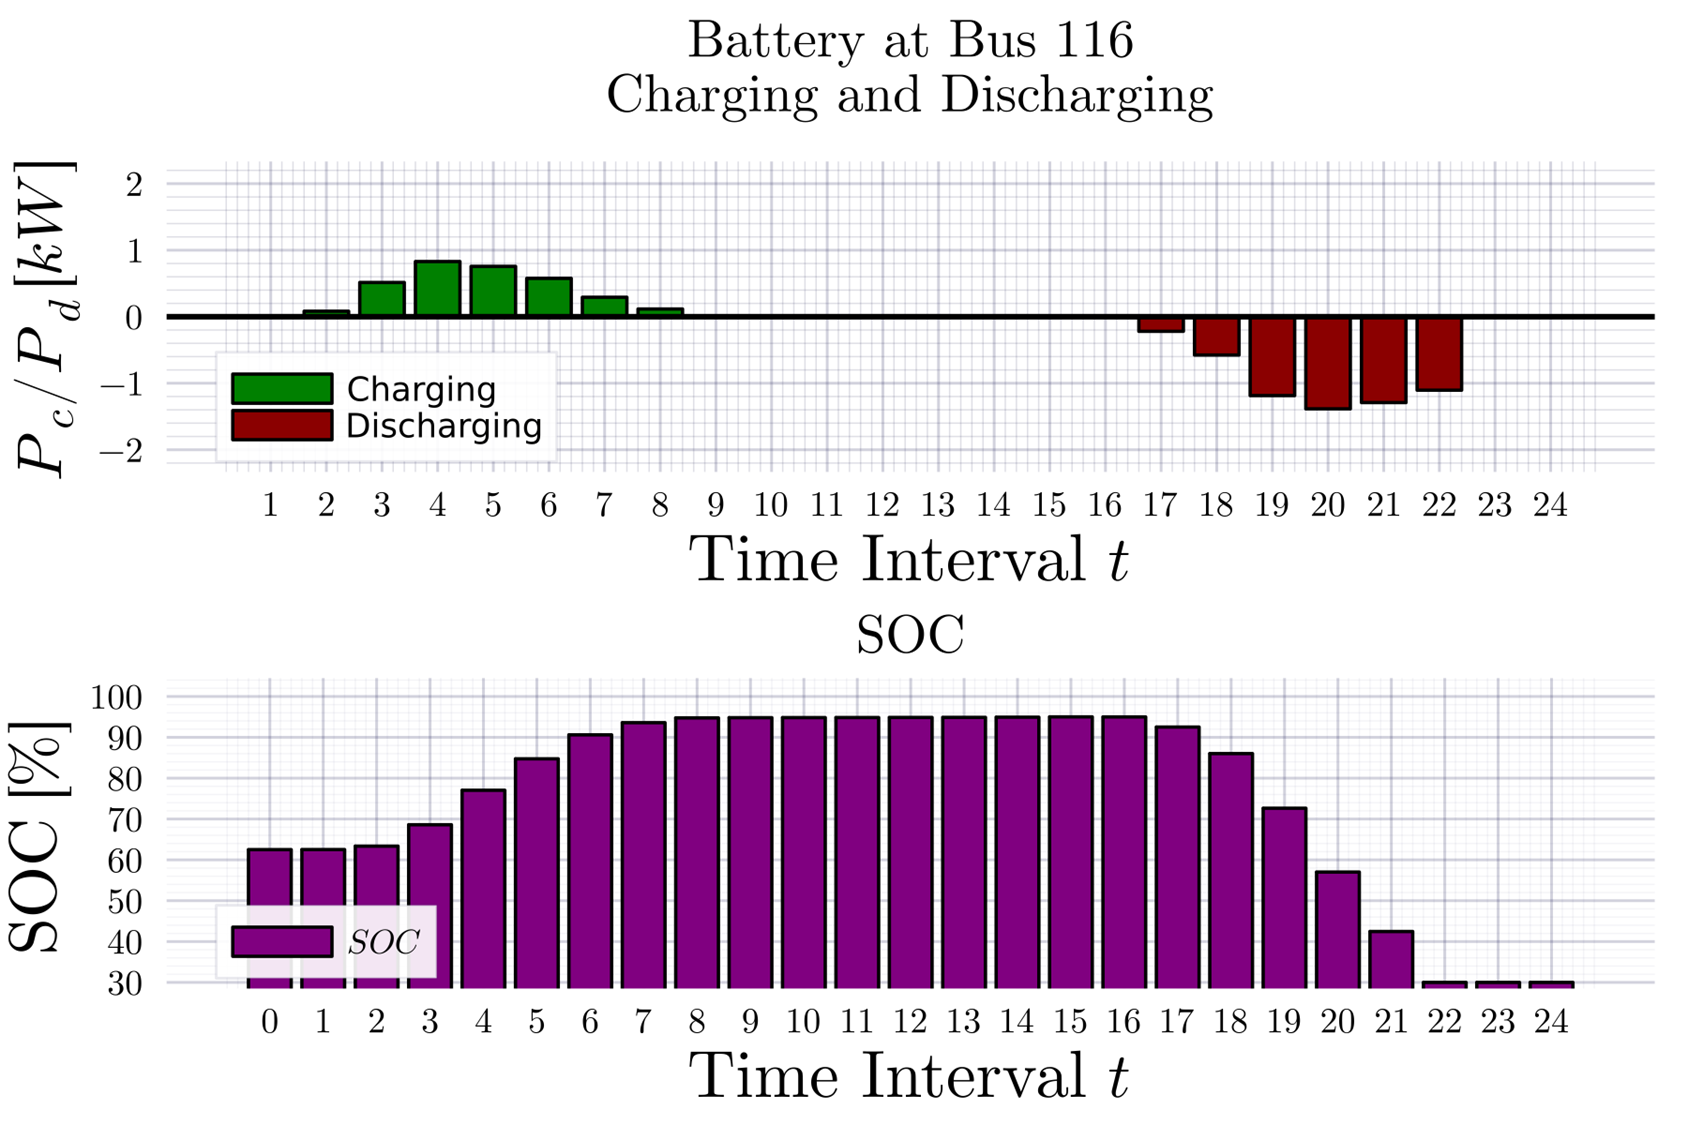 Battery at Bus 116
Charging and Discharging
P_c/P_d [kW]
2
1
0
−1
−2
Charging
Discharging
1 2 3 4 5 6 7 8 9 10 11 12 13 14 15 16 17 18 19 20 21 22 23 24
Time Interval t
SOC
SOC [%]
100
90
80
70
60
50
40
30
SOC
0 1 2 3 4 5 6 7 8 9 10 11 12 13 14 15 16 17 18 19 20 21 22 23 24
Time Interval t